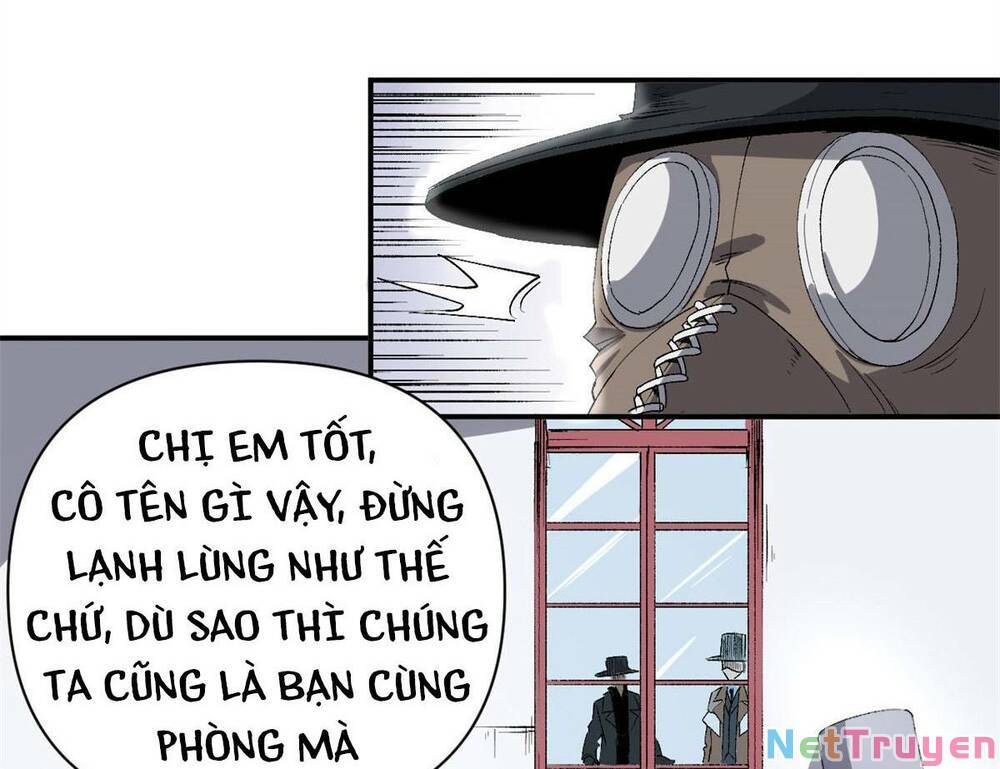 CHỊ EM TỐT,
CÔ TÊN GÌ VẬY, ĐỪNG
LẠNH LÙNG NHƯ THẾ
CHỨ, DÙ SAO THÌ CHÚNG
TA CŨNG LÀ BẠN CÙNG
PHÒNG MÀ
NetTruyen